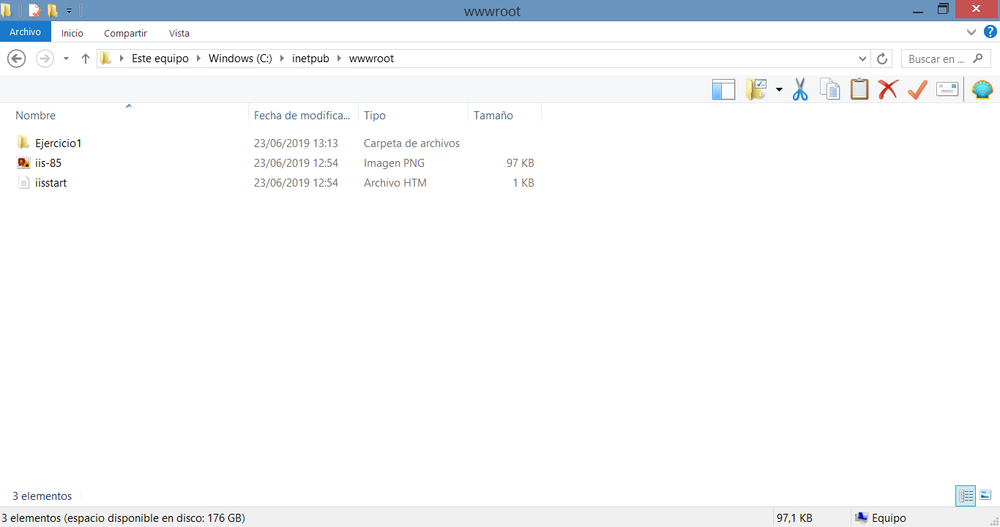 wwwroot
Archivo Inicio Compartir Vista
Este equipo Windows (C:) inetpub wwwroot Buscar en ...
Nombre Fecha de modifica... Tipo Tamaño
Ejercicio1 23/06/2019 13:13 Carpeta de archivos
iis-85 23/06/2019 12:54 Imagen PNG 97 KB
iisstart 23/06/2019 12:54 Archivo HTM 1 KB
3 elementos
3 elementos (espacio disponible en disco: 176 GB) 97,1 KB Equipo